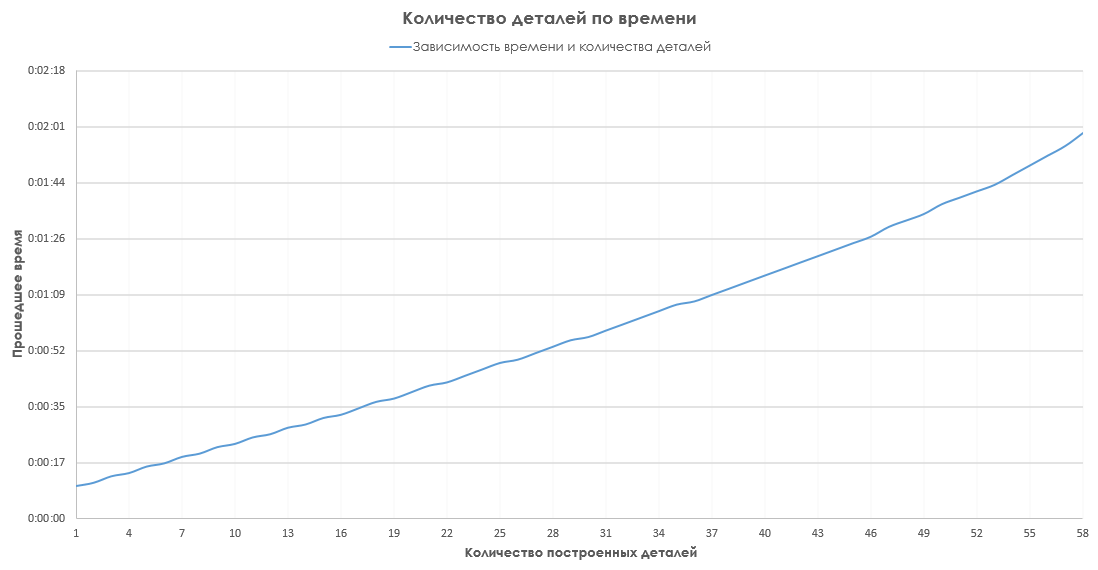 Количество деталей по времени
Зависимость времени и количества деталей
0:02:18
0:02:01
0:01:44
0:01:26
0:01:09
0:00:52
0:00:35
0:00:17
0:00:00
Прошедшее время
1 4 7 10 13 16 19 22 25 28 31 34 37 40 43 46 49 52 55 58
Количество построенных деталей